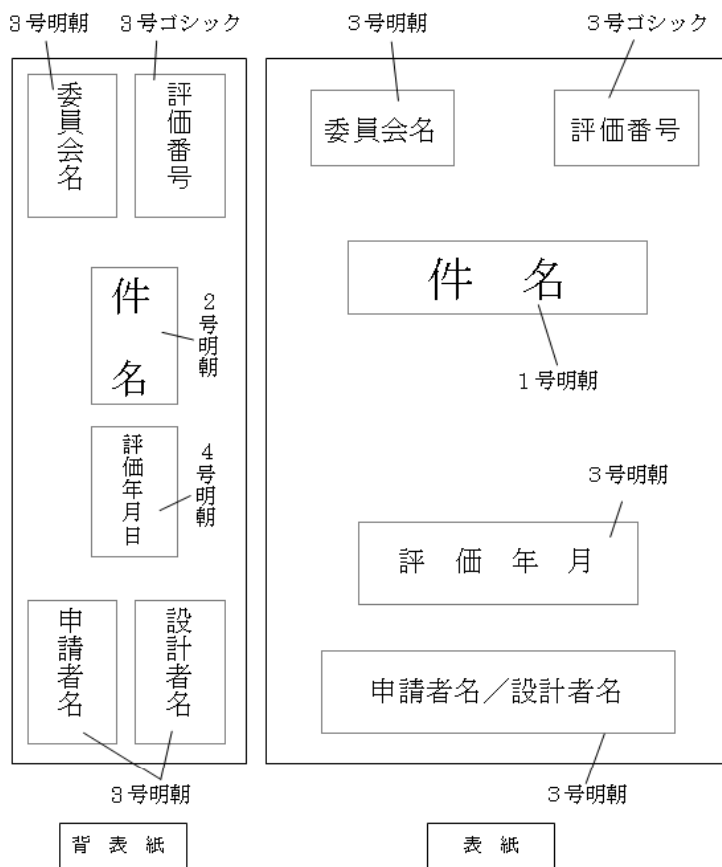 3号明朝
3号ゴシック
委員会名
評価番号
件名
2号明朝
評価年月日
4号明朝
申請者名
設計者名
3号明朝
背表紙
3号明朝
3号ゴシック
委員会名
評価番号
件 名
1号明朝
3号明朝
評 価 年 月
申請者名／設計者名
3号明朝
表 紙